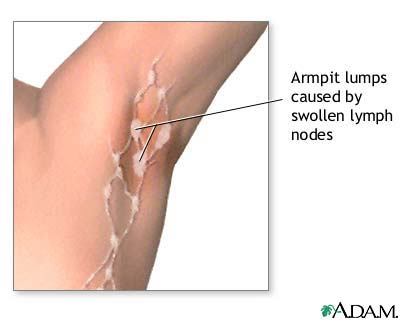 Armpit lumps
caused by
swollen lymph
nodes
A.D.A.M.